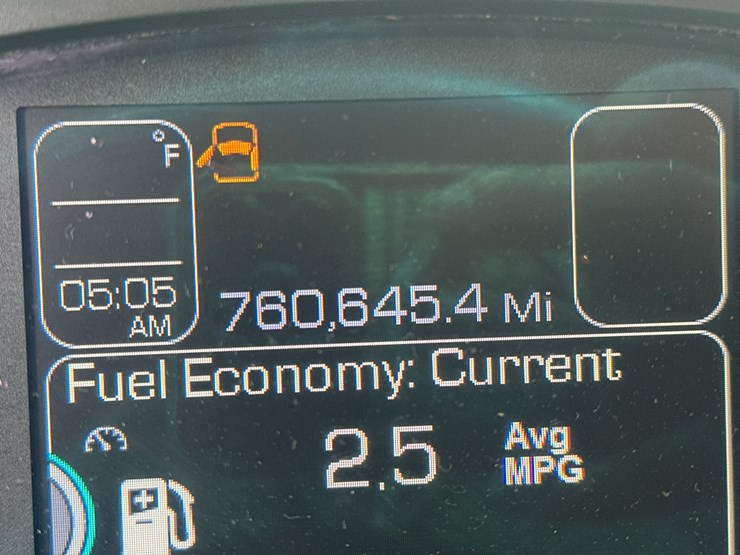 °F
05:05
AM
760,645.4 Mi
Fuel Economy: Current
2.5 Avg
MPG